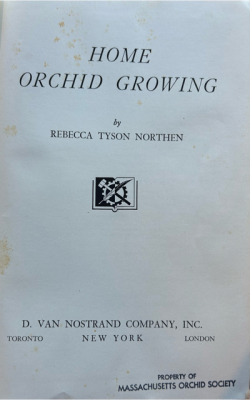 HOME
ORCHID GROWING
by
REBECCA TYSON NORTHEN
D. VAN NOSTRAND COMPANY, INC.
TORONTO NEW YORK LONDON
PROPERTY OF
MASSACHUSETTS ORCHID SOCIETY